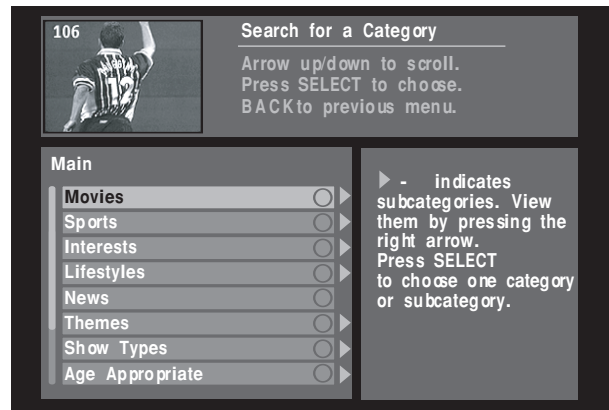 106
Search for a Category
Arrow up/down to scroll.
Press SELECT to choose.
BACKto previous menu.
Main
Movies
Sports
Interests
Lifestyles
News
Themes
Show Types
Age Appropriate
- indicates
subcategories. View
them by pressing the
right arrow.
Press SELECT
to choose one category
or subcategory.
12